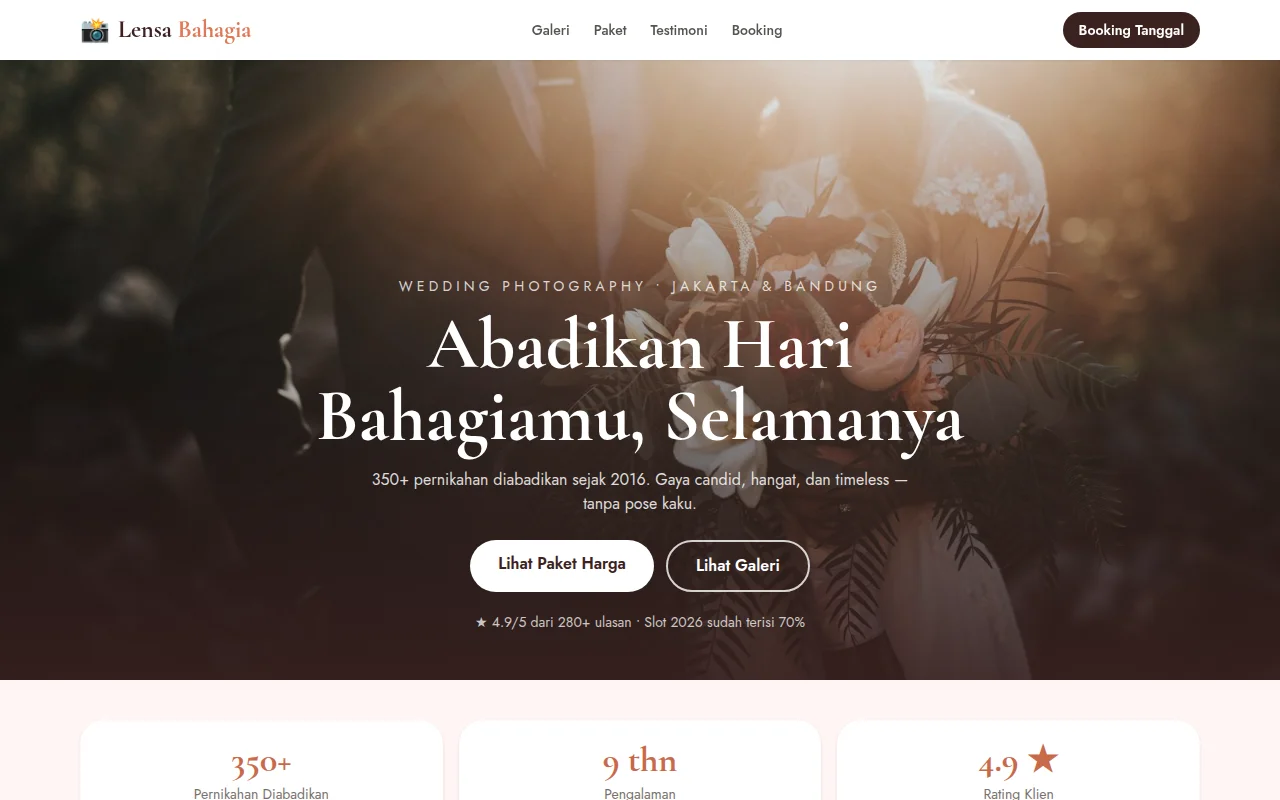 Lensa Bahagia
Galeri
Paket
Testimoni
Booking
Booking Tanggal
WEDDING PHOTOGRAPHY · JAKARTA & BANDUNG
Abadikan Hari
Bahagiamu, Selamanya
350+ pernikahan diabadikan sejak 2016. Gaya candid, hangat, dan timeless —
tanpa pose kaku.
Lihat Paket Harga
Lihat Galeri
★ 4.9/5 dari 280+ ulasan · Slot 2026 sudah terisi 70%
350+
Pernikahan Diabadikan
9 thn
Pengalaman
4.9 ★
Rating Klien